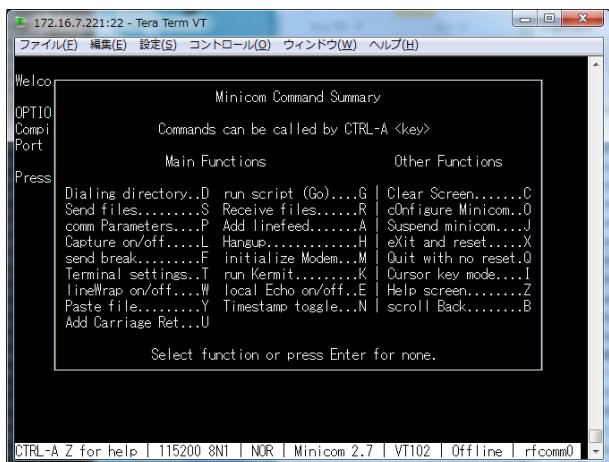 172.16.7.221:22 - Tera Term VT
ファイル(F) 編集(E) 設定(S) コントロール(O) ウィンドウ(W) ヘルプ(H)
Welco
Minicom Command Summary
OPTIO
Compi
Commands can be called by CTRL-A <key>
Port
Main Functions Other Functions
Press
Dialing directory..D run script (Go)....G | Clear Screen.......C
Send files.........S Receive files......R | cOnfigure Minicom..O
comm Parameters....P Add linefeed.......A | Suspend minicom....J
Capture on/off.....L Hangup.............H | eXit and reset.....X
send break.........F initialize Modem...M | Quit with no reset.Q
Terminal settings..T run Kermit.........K | Cursor key mode....I
lineWrap on/off....W local Echo on/off..E | Help screen........Z
Paste file.........Y Timestamp toggle...N | scroll Back........B
Add Carriage Ret...U
Select function or press Enter for none.
CTRL-A Z for help | 115200 8N1 | NOR | Minicom 2.7 | VT102 | Offline | rfcomm0